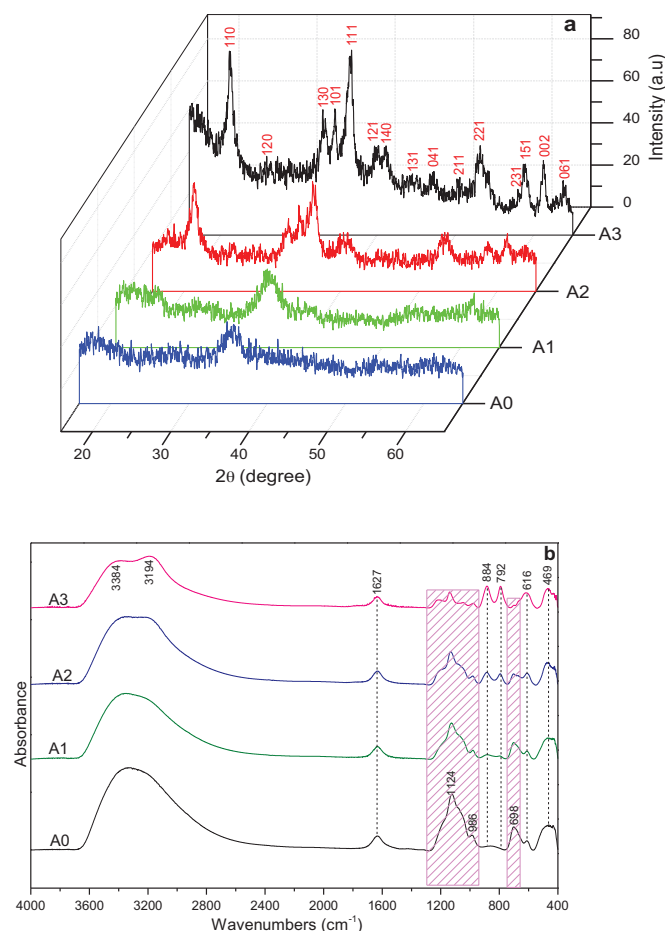 a
110
111
120
130
101
121
140
131
041
211
221
231
151
002
061
80
60
40
20
0
Intensity (a.u)
A3
A2
A1
A0
20 30 40 50 60
2θ (degree)
b
3384 3194 1627 884 792 616 469
A3
A2
A1
A0
1124 986 698
Absorbance
4000 3600 3200 2800 2400 2000 1600 1200 800 400
Wavenumbers (cm⁻¹)